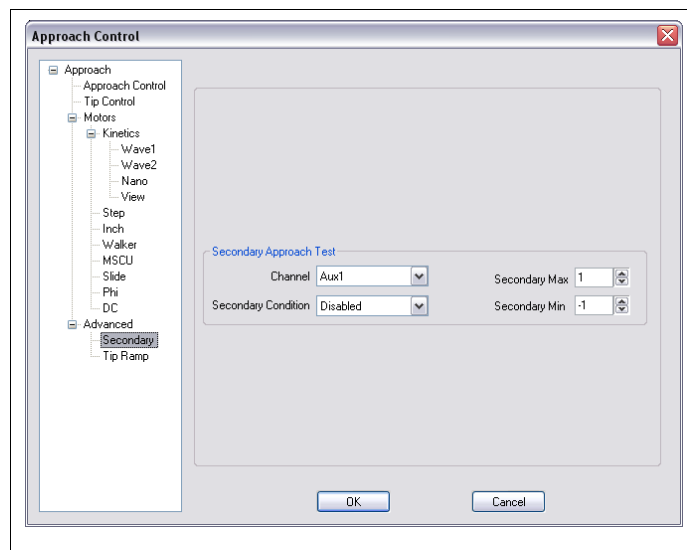 Approach Control
Approach
Approach Control
Tip Control
Motors
Kinetics
Wave1
Wave2
Nano
View
Step
Inch
Walker
MSCU
Slide
Phi
DC
Advanced
Secondary
Tip Ramp
Secondary Approach Test
Channel Aux1 Secondary Max 1
Secondary Condition Disabled Secondary Min -1
OK Cancel